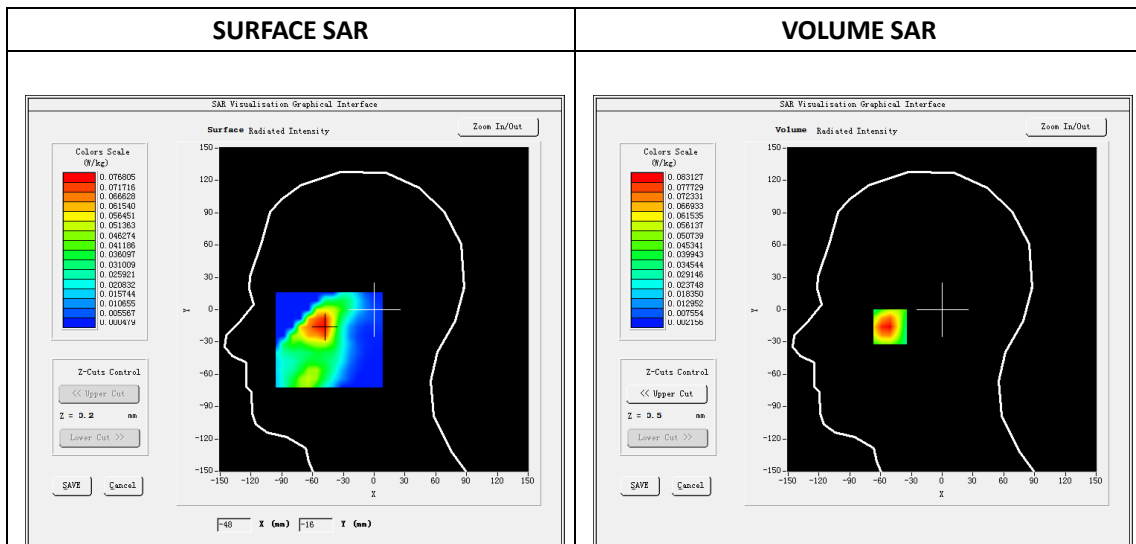 SURFACE SAR
VOLUME SAR
SAR Visualisation Graphical Interface
Surface Radiated Intensity
Zoom In/Out
Colors Scale
(W/kg)
0.076805
0.071716
0.066628
0.061540
0.056451
0.051363
0.046274
0.041186
0.036097
0.031009
0.025921
0.020832
0.015744
0.010655
0.005567
0.000479
Z-Cuts Control
<< Upper Cut
Z = 0.2 mm
Lower Cut >>
SAVE
Cancel
150
120
90
60
30
0
-30
-60
-90
-120
-150
Y
-150 -120 -90 -60 -30 0 30 60 90 120 150
X
-48 X (mm) -16 Y (mm)
SAR Visualisation Graphical Interface
Volume Radiated Intensity
Zoom In/Out
Colors Scale
(W/kg)
0.083127
0.077729
0.072331
0.066933
0.061535
0.056137
0.050739
0.045341
0.039943
0.034544
0.029146
0.023748
0.018350
0.012952
0.007554
0.002156
Z-Cuts Control
<< Upper Cut
Z = 0.5 mm
Lower Cut >>
SAVE
Cancel
150
120
90
60
30
0
-30
-60
-90
-120
-150
Y
-150 -120 -90 -60 -30 0 30 60 90 120 150
X